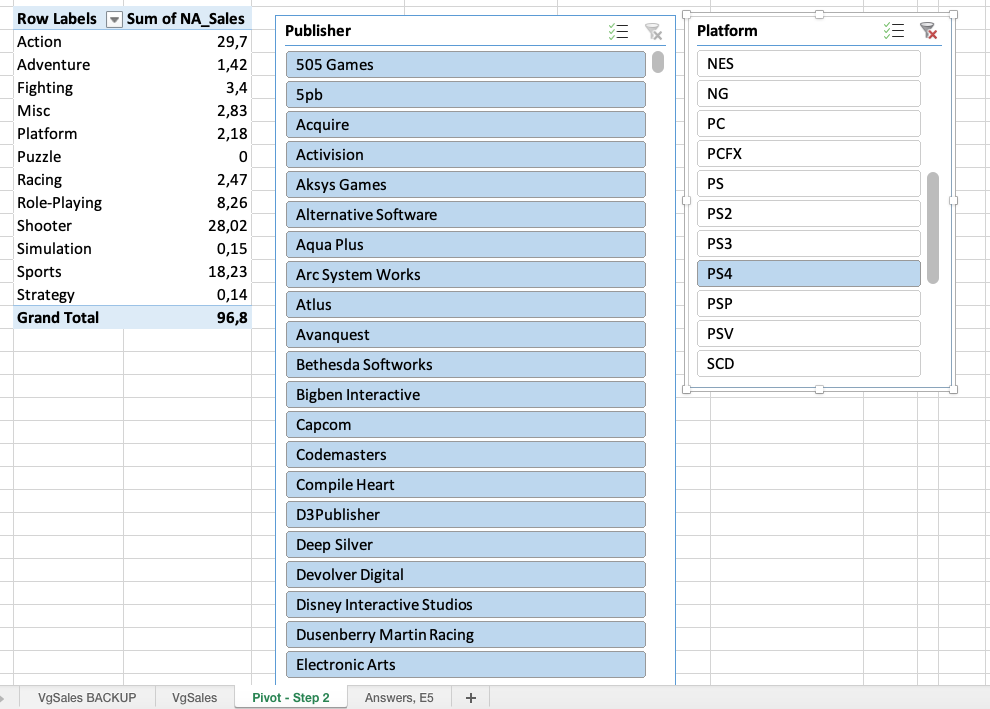 Row Labels Sum of NA_Sales
Action 29,7
Adventure 1,42
Fighting 3,4
Misc 2,83
Platform 2,18
Puzzle 0
Racing 2,47
Role-Playing 8,26
Shooter 28,02
Simulation 0,15
Sports 18,23
Strategy 0,14
Grand Total 96,8
Publisher
505 Games
5pb
Acquire
Activision
Aksys Games
Alternative Software
Aqua Plus
Arc System Works
Atlus
Avanquest
Bethesda Softworks
Bigben Interactive
Capcom
Codemasters
Compile Heart
D3Publisher
Deep Silver
Devolver Digital
Disney Interactive Studios
Dusenberry Martin Racing
Electronic Arts
Platform
NES
NG
PC
PCFX
PS
PS2
PS3
PS4
PSP
PSV
SCD
VgSales BACKUP VgSales Pivot - Step 2 Answers, E5 +